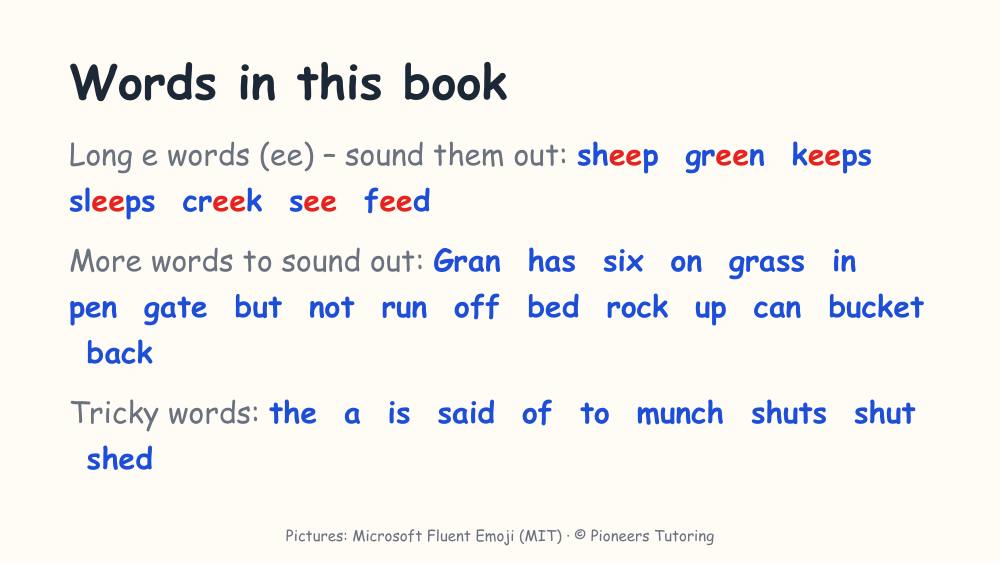 Words in this book
Long e words (ee) – sound them out: sheep green keeps
sleeps creek see feed
More words to sound out: Gran has six on grass in
pen gate but not run off bed rock up can bucket
back
Tricky words: the a is said of to munch shuts shut
shed
Pictures: Microsoft Fluent Emoji (MIT) · © Pioneers Tutoring